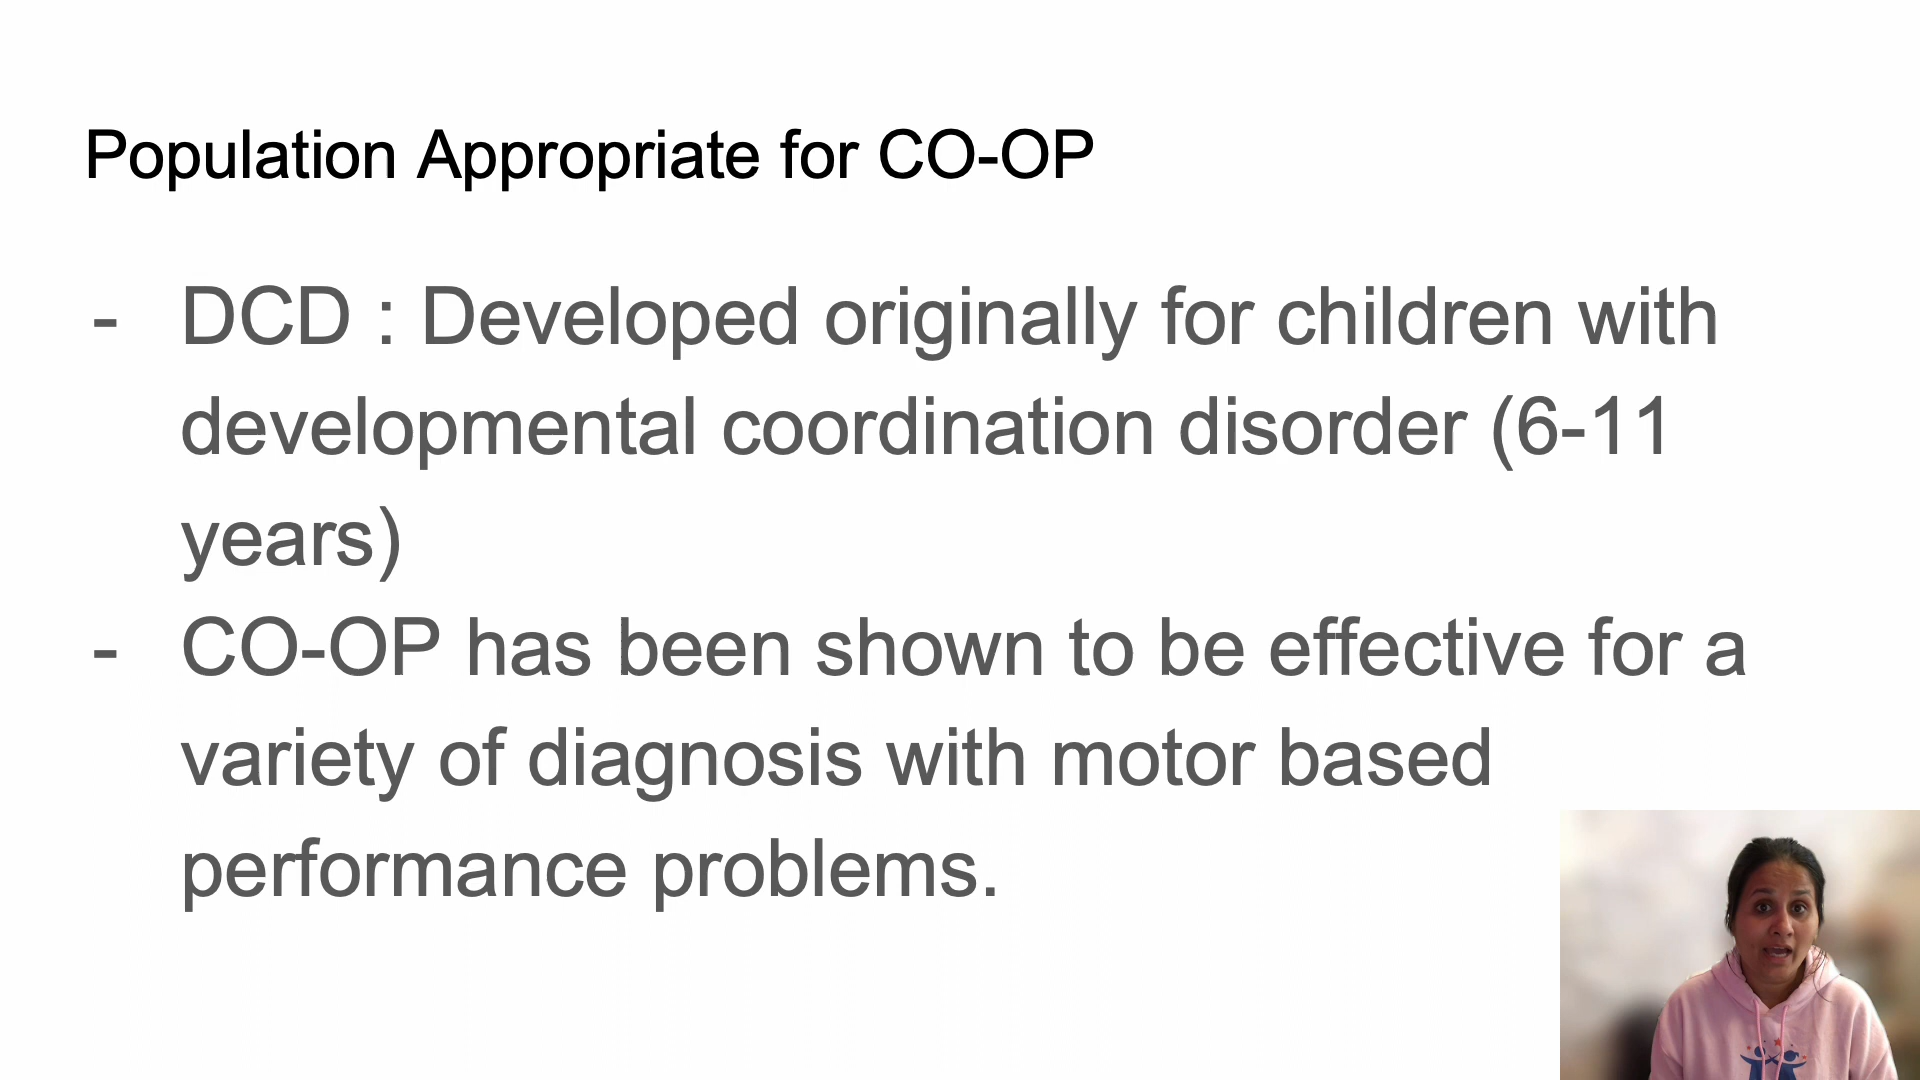 Population Appropriate for CO-OP
- DCD : Developed originally for children with
developmental coordination disorder (6-11
years)
- CO-OP has been shown to be effective for a
variety of diagnosis with motor based
performance problems.